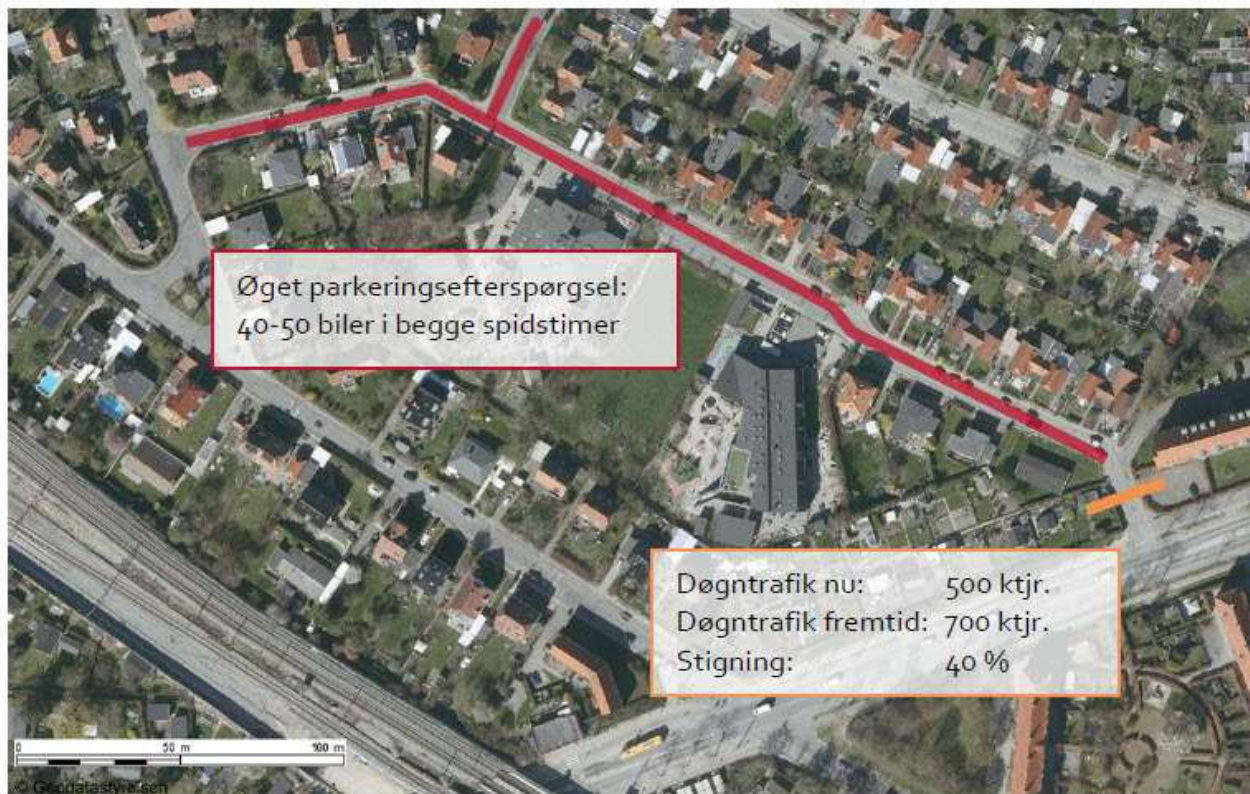 Øget parkeringsefterspørgsel:
40-50 biler i begge spidstimer
Døgntrafik nu: 500 ktjr.
Døgntrafik fremtid: 700 ktjr.
Stigning: 40 %
0 50 m 100 m
© Geodatastyrelsen